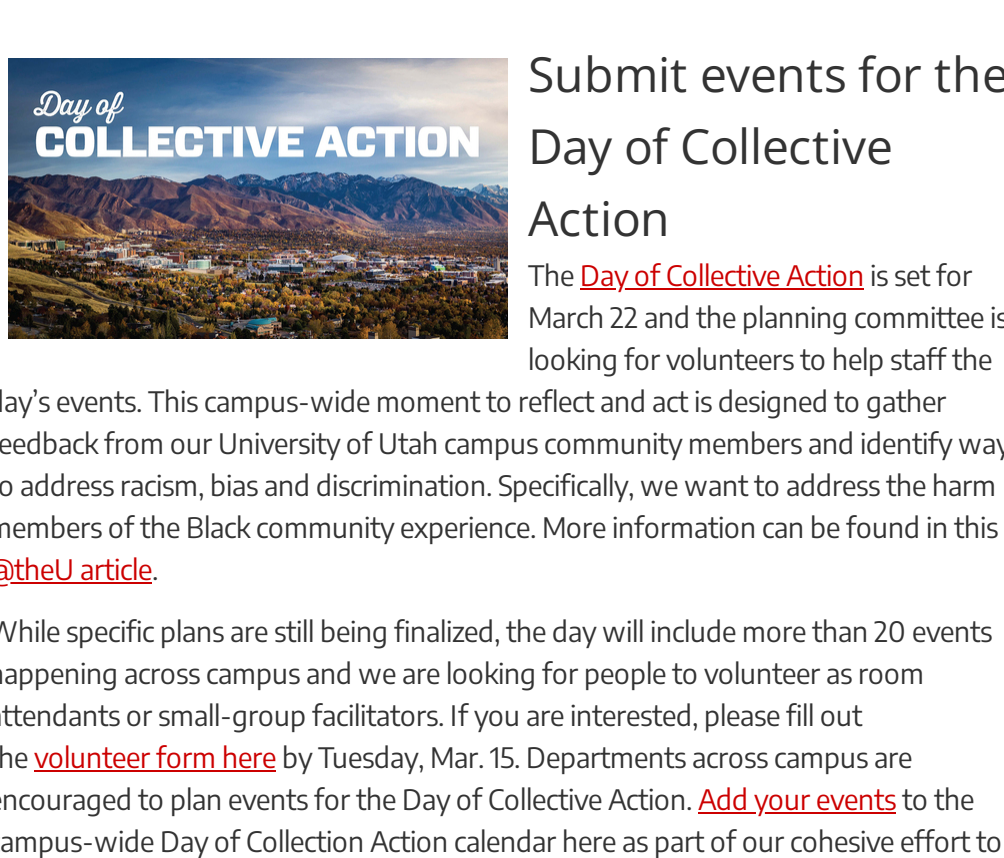 Day of
COLLECTIVE ACTION
Submit events for the
Day of Collective
Action
The Day of Collective Action is set for
March 22 and the planning committee is
looking for volunteers to help staff the
lay’s events. This campus-wide moment to reflect and act is designed to gather
eedback from our University of Utah campus community members and identify way
o address racism, bias and discrimination. Specifically, we want to address the harm
members of the Black community experience. More information can be found in this
@theU article.
While specific plans are still being finalized, the day will include more than 20 events
happening across campus and we are looking for people to volunteer as room
attendants or small-group facilitators. If you are interested, please fill out
the volunteer form here by Tuesday, Mar. 15. Departments across campus are
encouraged to plan events for the Day of Collective Action. Add your events to the
campus-wide Day of Collection Action calendar here as part of our cohesive effort to